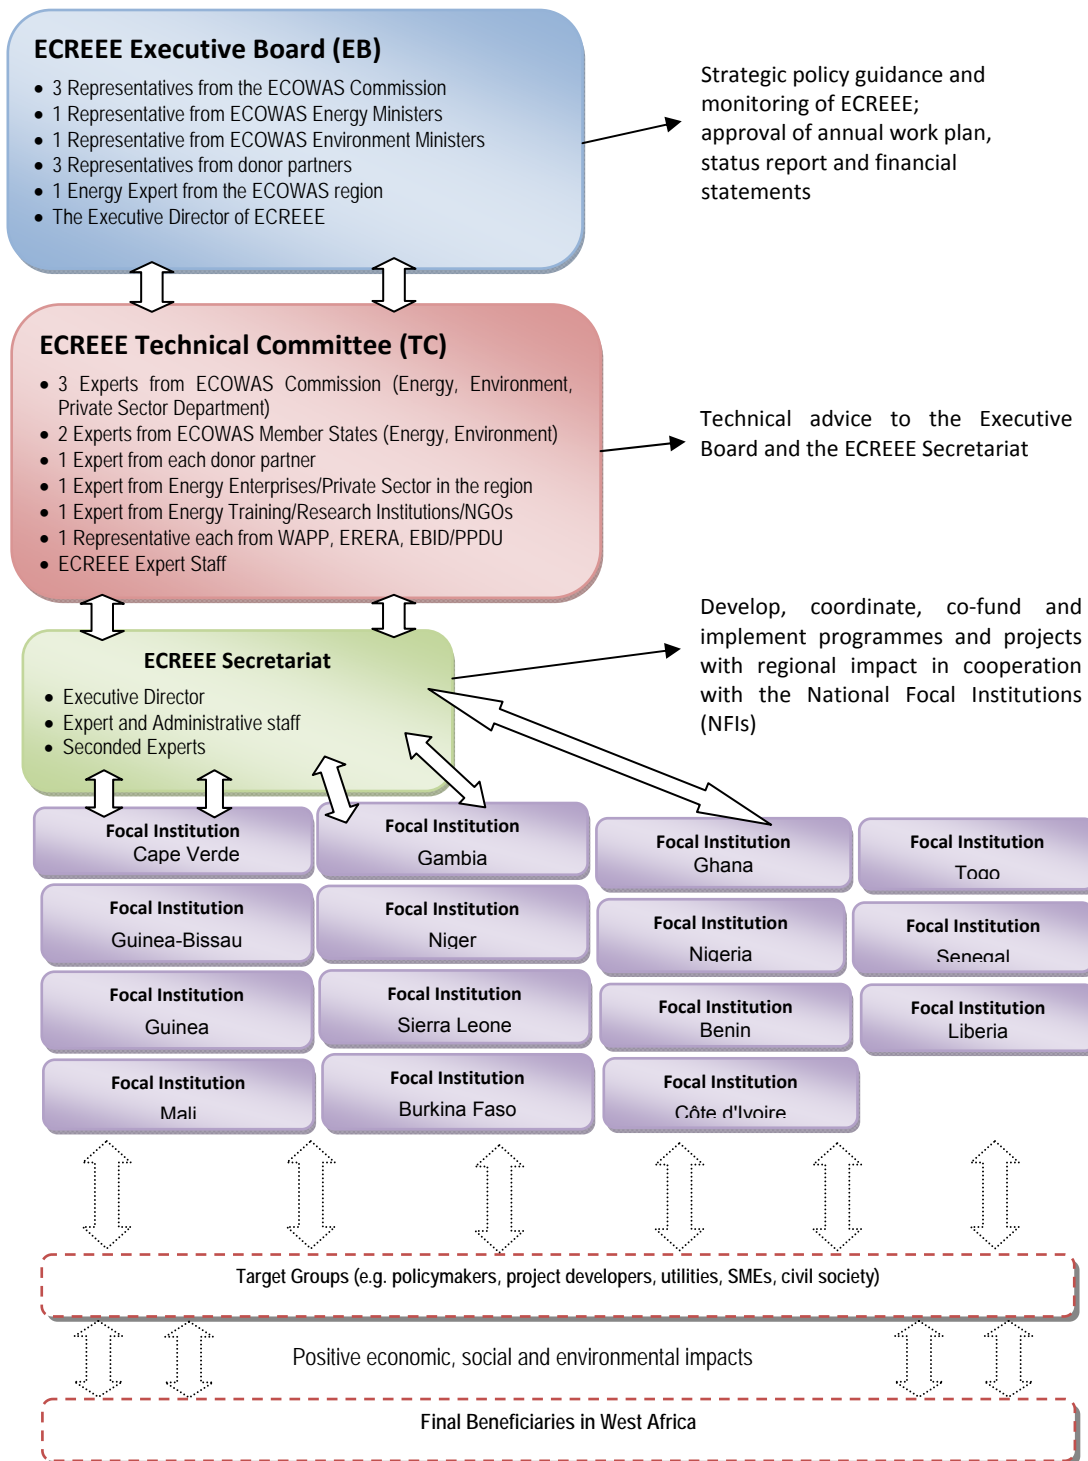 ECREEE Executive Board (EB)
• 3 Representatives from the ECOWAS Commission
• 1 Representative from ECOWAS Energy Ministers
• 1 Representative from ECOWAS Environment Ministers
• 3 Representatives from donor partners
• 1 Energy Expert from the ECOWAS region
• The Executive Director of ECREEE
Strategic policy guidance and
monitoring of ECREEE;
approval of annual work plan,
status report and financial
statements
ECREEE Technical Committee (TC)
• 3 Experts from ECOWAS Commission (Energy, Environment,
Private Sector Department)
• 2 Experts from ECOWAS Member States (Energy, Environment)
• 1 Expert from each donor partner
• 1 Expert from Energy Enterprises/Private Sector in the region
• 1 Expert from Energy Training/Research Institutions/NGOs
• 1 Representative each from WAPP, ERERA, EBID/PPDU
• ECREEE Expert Staff
Technical advice to the Executive
Board and the ECREEE Secretariat
ECREEE Secretariat
• Executive Director
• Expert and Administrative staff
• Seconded Experts
Develop, coordinate, co-fund and
implement programmes and projects
with regional impact in cooperation
with the National Focal Institutions
(NFIs)
Focal Institution
Cape Verde
Focal Institution
Gambia
Focal Institution
Ghana
Focal Institution
Togo
Focal Institution
Guinea-Bissau
Focal Institution
Niger
Focal Institution
Nigeria
Focal Institution
Senegal
Focal Institution
Guinea
Focal Institution
Sierra Leone
Focal Institution
Benin
Focal Institution
Liberia
Focal Institution
Mali
Focal Institution
Burkina Faso
Focal Institution
Côte d'Ivoire
Target Groups (e.g. policymakers, project developers, utilities, SMEs, civil society)
Positive economic, social and environmental impacts
Final Beneficiaries in West Africa